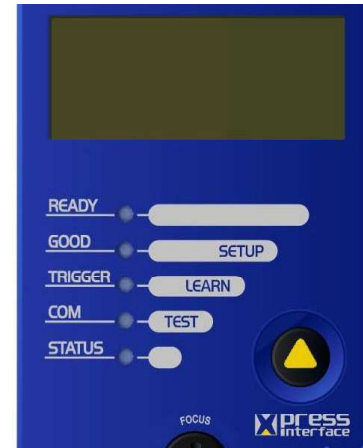 READY
GOOD SETUP
TRIGGER LEARN
COM TEST
STATUS
FOCUS
XPRESS
interface